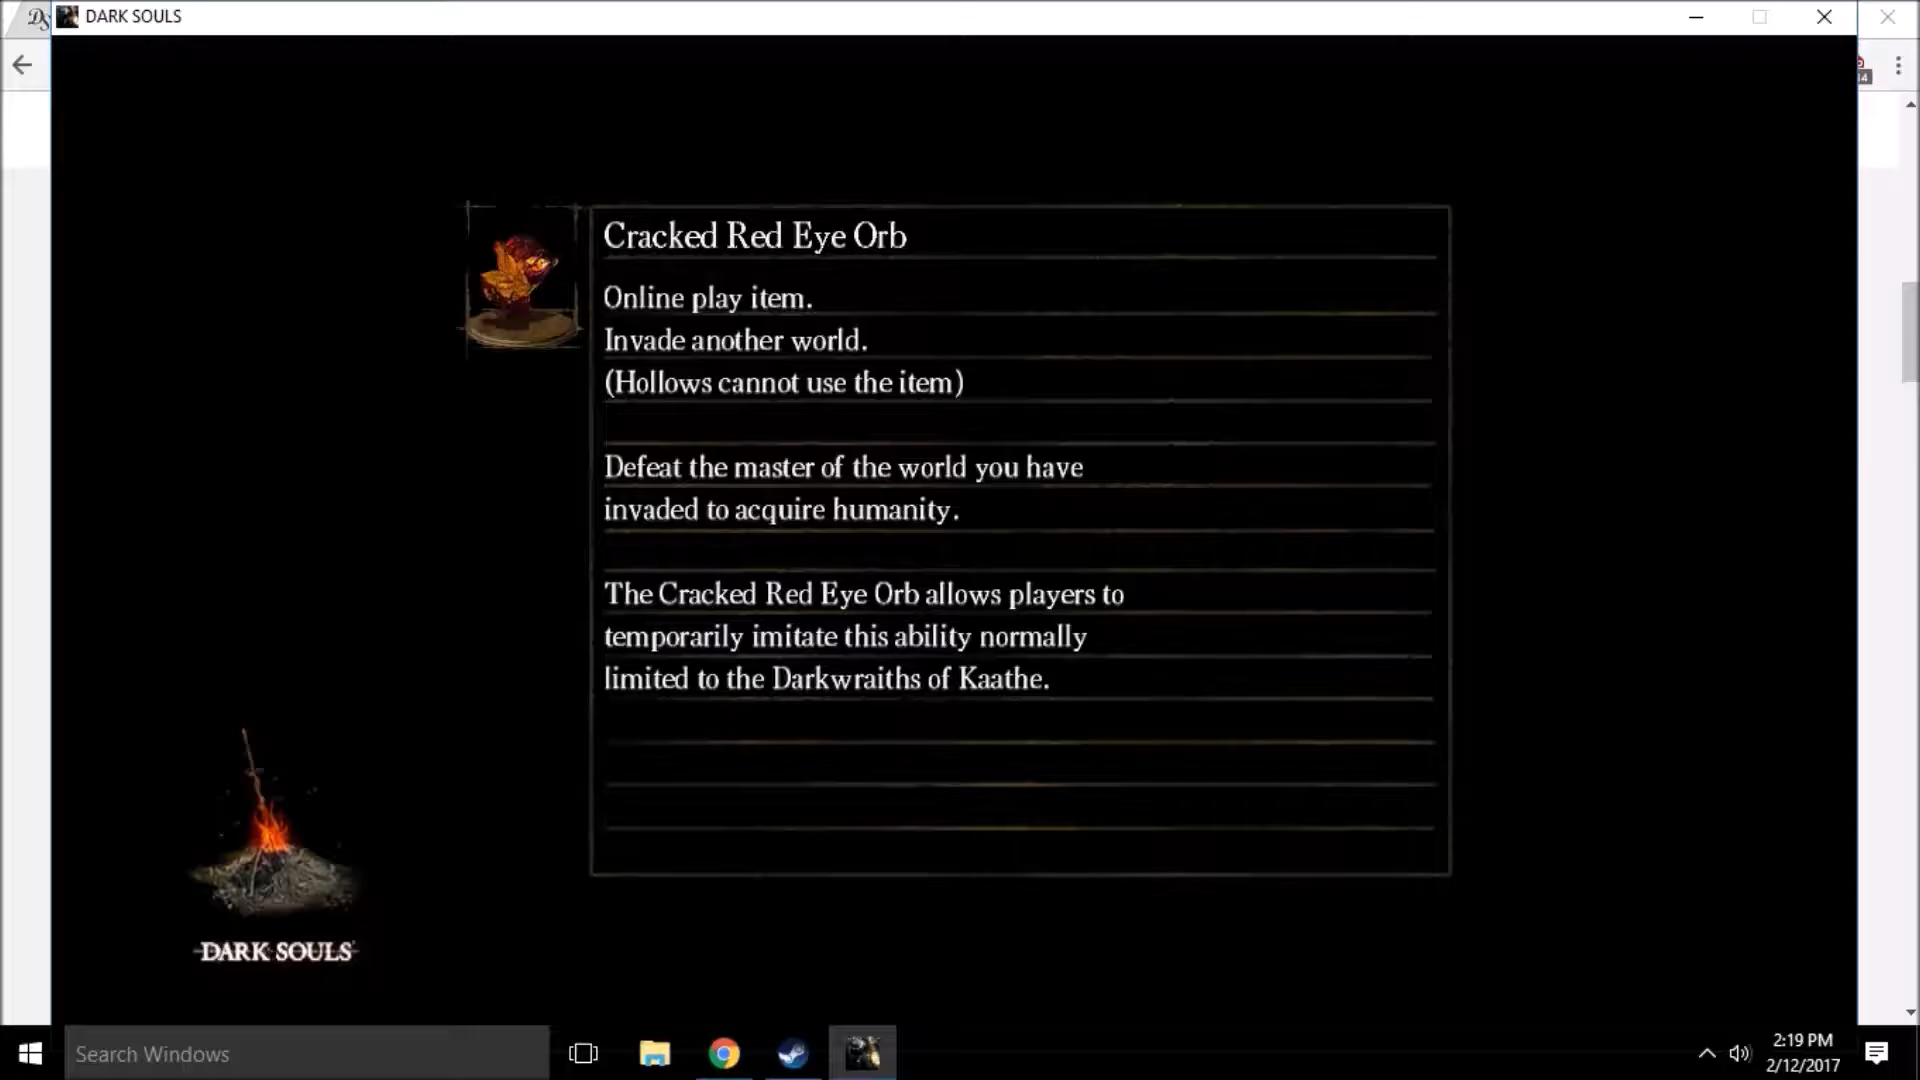 DARK SOULS
Cracked Red Eye Orb
Online play item.
Invade another world.
(Hollows cannot use the item)
Defeat the master of the world you have
invaded to acquire humanity.
The Cracked Red Eye Orb allows players to
temporarily imitate this ability normally
limited to the Darkwraiths of Kaathe.
DARK SOULS
Search Windows
2:19 PM
2/12/2017